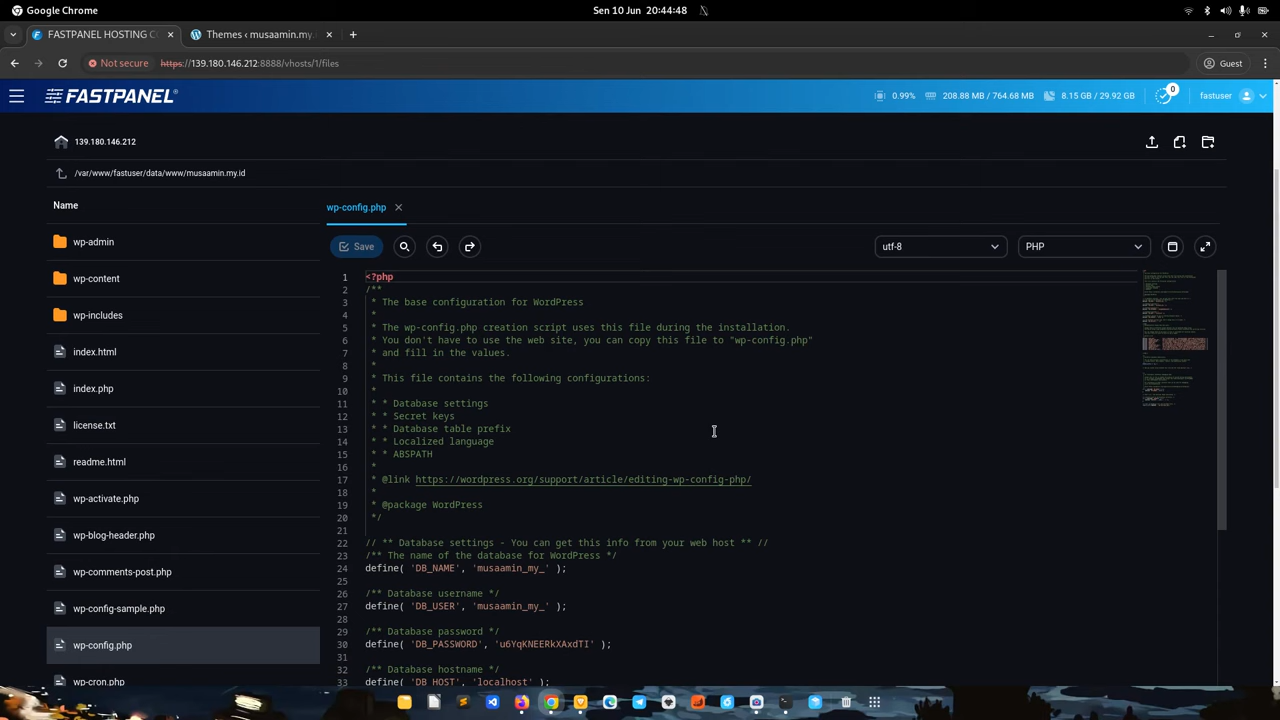 Google Chrome
Sen 10 Jun 20:44:48
FASTPANEL HOSTING C
Themes ‹ musaamin.my.
Not secure
https://139.180.146.212:8888/vhosts/1/files
Guest
FASTPANEL
0.99%
208.88 MB / 764.68 MB
8.15 GB / 29.92 GB
0
fastuser
139.180.146.212
/var/www/fastuser/data/www/musaamin.my.id
Name
wp-admin
wp-content
wp-includes
index.html
index.php
license.txt
readme.html
wp-activate.php
wp-blog-header.php
wp-comments-post.php
wp-config-sample.php
wp-config.php
wp-cron.php
wp-config.php
Save
utf-8
PHP
1 <?php
2 /**
3  * The base configuration for WordPress
4  *
5  * The wp-config.php creation script uses this file during the installation.
6  * You don't have to use the web site, you can copy this file to "wp-config.php"
7  * and fill in the values.
8  *
9  * This file contains the following configurations:
10  *
11  * * Database settings
12  * * Secret keys
13  * * Database table prefix
14  * * Localized language
15  * * ABSPATH
16  *
17  * @link https://wordpress.org/support/article/editing-wp-config-php/
18  *
19  * @package WordPress
20  */
21
22 // ** Database settings - You can get this info from your web host ** //
23 /** The name of the database for WordPress */
24 define( 'DB_NAME', 'musaamin_my_' );
25
26 /** Database username */
27 define( 'DB_USER', 'musaamin_my_' );
28
29 /** Database password */
30 define( 'DB_PASSWORD', 'u6YqKNEERkXAxdTI' );
31
32 /** Database hostname */
33 define( 'DB_HOST', 'localhost' );